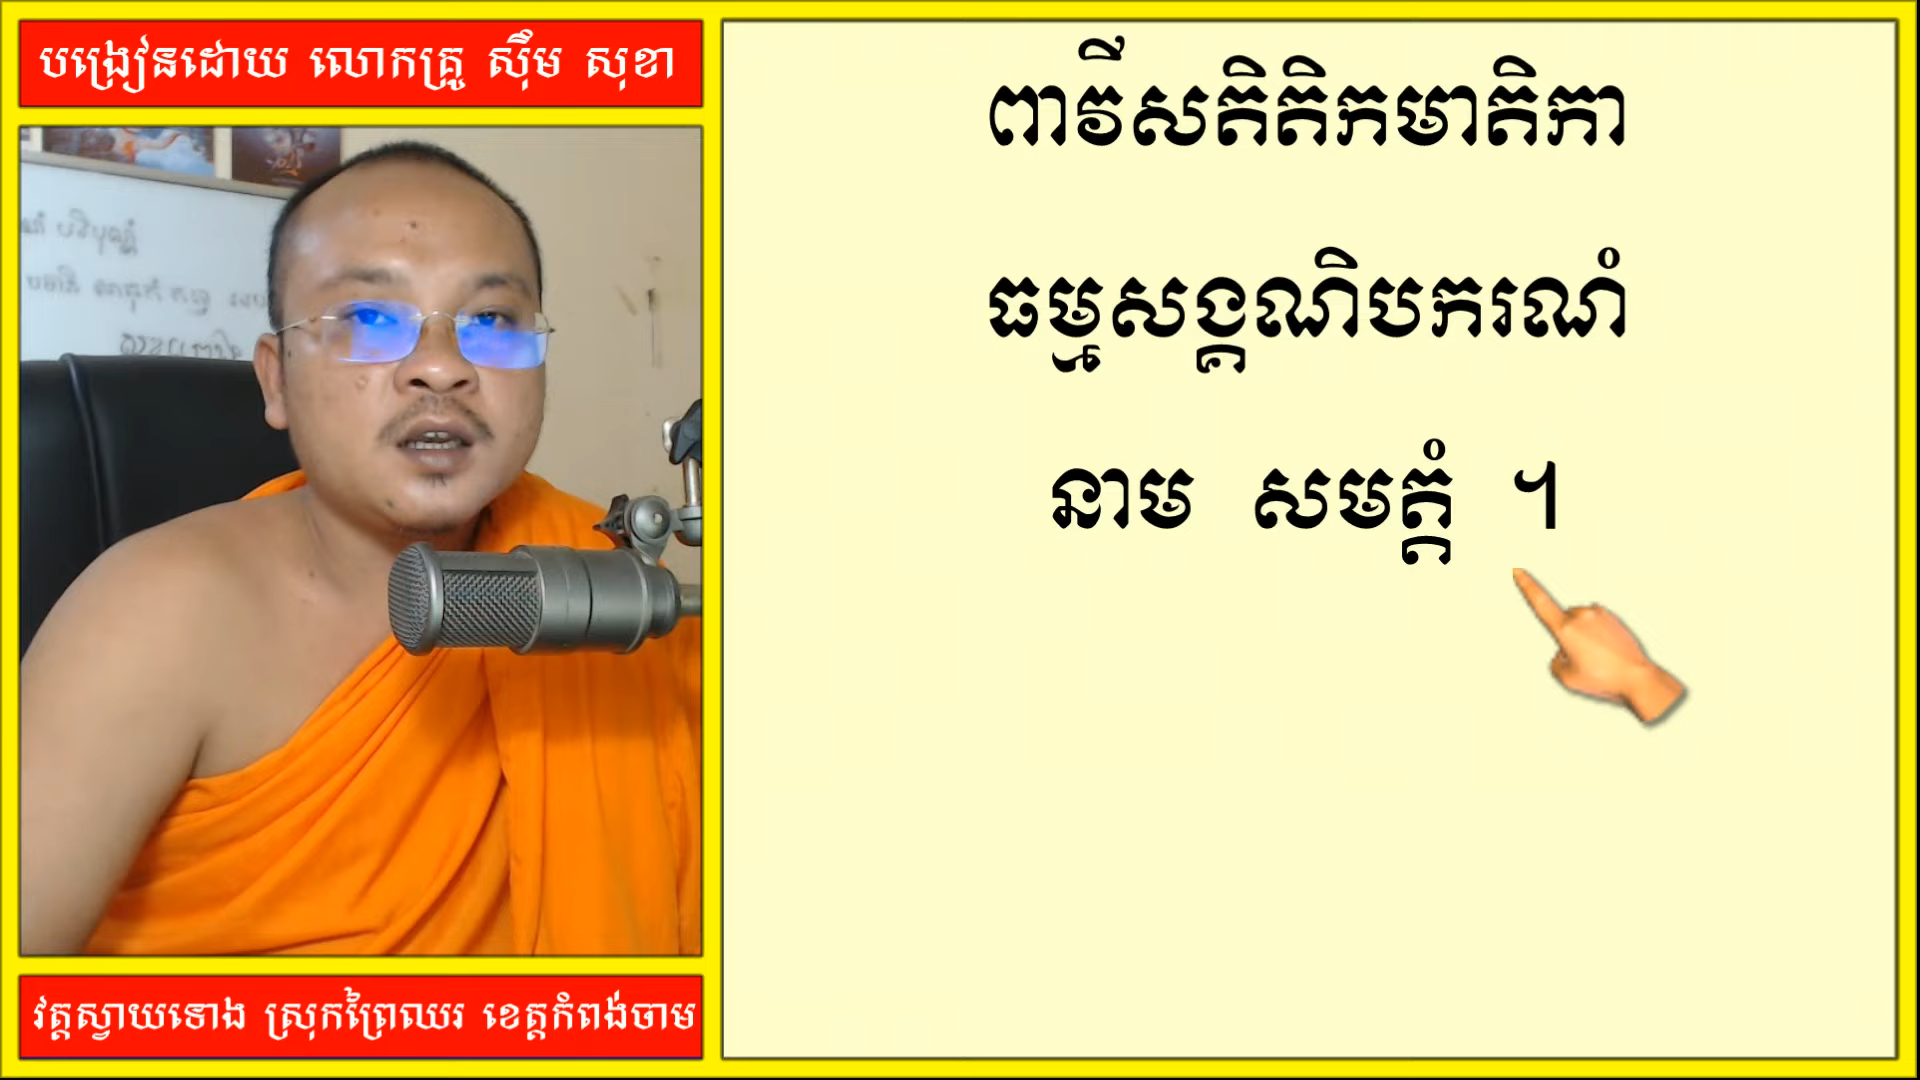 បង្រៀនដោយ លោកគ្រូ ស៊ឹម សុខា
ពាវីសតិតិកមាតិកា
ធម្មសង្គណិបករណំ
នាម សមត្តំ ។
វត្តស្វាយទោង ស្រុកព្រៃឈរ ខេត្តកំពង់ចាម